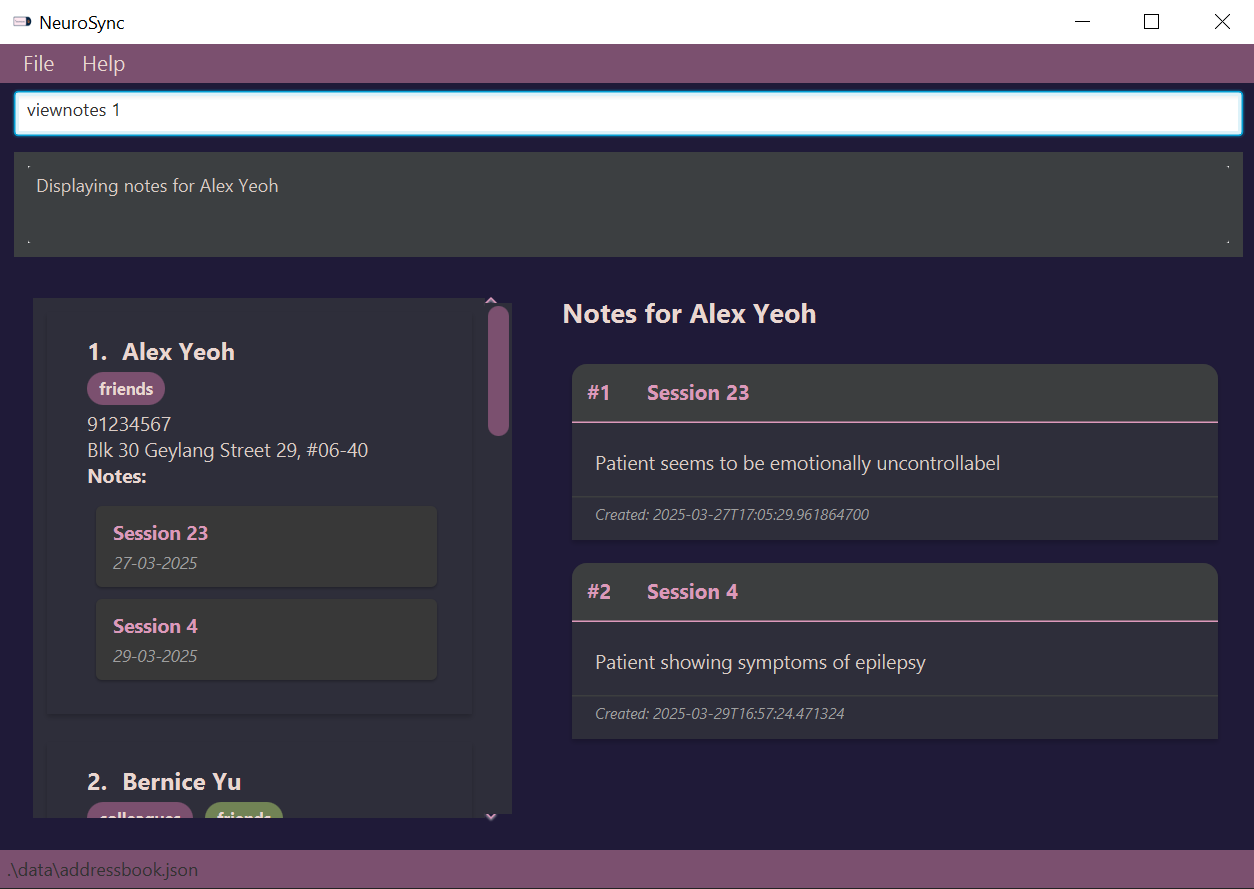 NeuroSync
File Help
viewnotes 1
Displaying notes for Alex Yeoh
1. Alex Yeoh
friends
91234567
Blk 30 Geylang Street 29, #06-40
Notes:
Session 23
27-03-2025
Session 4
29-03-2025
2. Bernice Yu
colleagues friends
Notes for Alex Yeoh
#1 Session 23
Patient seems to be emotionally uncontrollabel
Created: 2025-03-27T17:05:29.961864700
#2 Session 4
Patient showing symptoms of epilepsy
Created: 2025-03-29T16:57:24.471324
.\data\addressbook.json